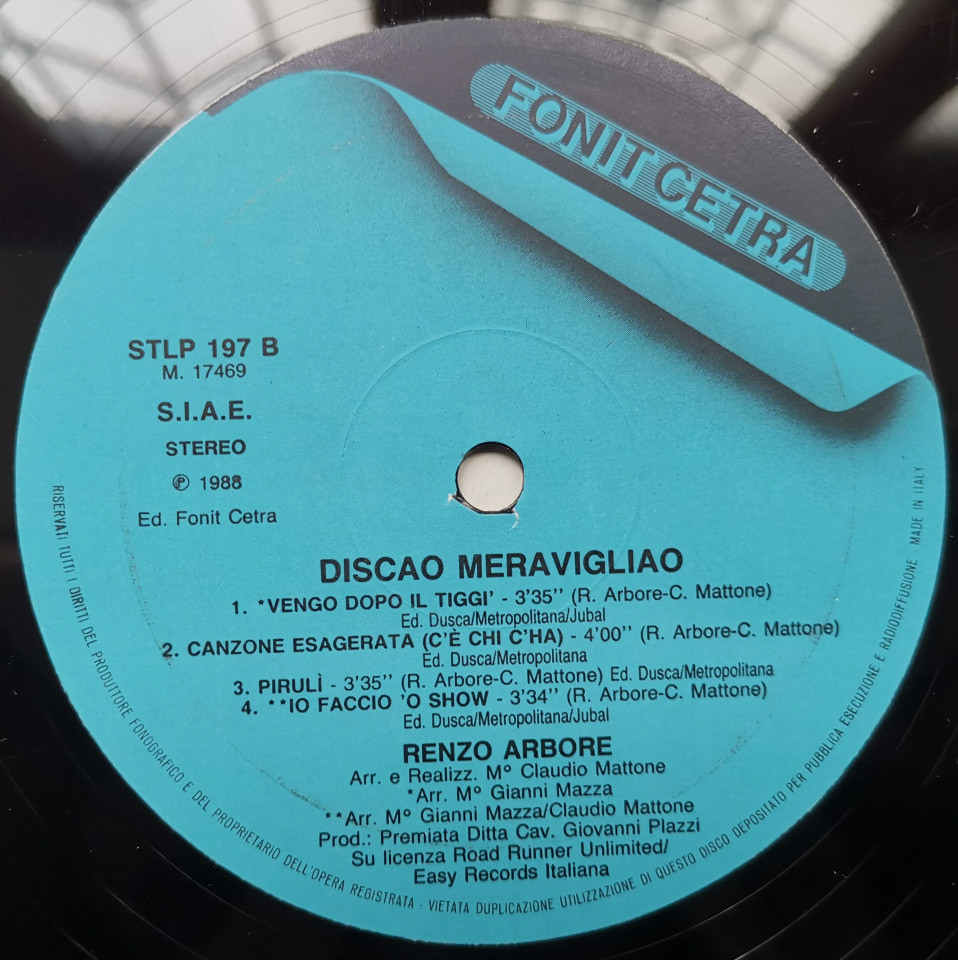 FONIT CETRA
STLP 197 B
M. 17469
S.I.A.E.
STEREO
℗ 1988
Ed. Fonit Cetra
DISCAO MERAVIGLIAO
1. *VENGO DOPO IL TIGGI' - 3'35'' (R. Arbore-C. Mattone)
Ed. Dusca/Metropolitana/Jubal
2. CANZONE ESAGERATA (C'È CHI C'HA) - 4'00'' (R. Arbore-C. Mattone)
Ed. Dusca/Metropolitana
3. PIRULÌ - 3'35'' (R. Arbore-C. Mattone) Ed. Dusca/Metropolitana
4. **IO FACCIO 'O SHOW - 3'34'' (R. Arbore-C. Mattone)
Ed. Dusca/Metropolitana/Jubal
RENZO ARBORE
Arr. e Realizz. Mº Claudio Mattone
*Arr. Mº Gianni Mazza
**Arr. Mº Gianni Mazza/Claudio Mattone
Prod.: Premiata Ditta Cav. Giovanni Plazzi
Su licenza Road Runner Unlimited/
Easy Records Italiana
RISERVATI TUTTI I DIRITTI DEL PRODUTTORE FONOGRAFICO E DEL PROPRIETARIO DELL'OPERA REGISTRATA - VIETATA DUPLICAZIONE UTILIZZAZIONE DI QUESTO DISCO DEPOSITATO PER PUBBLICA ESECUZIONE E RADIODIFFUSIONE MADE IN ITALY